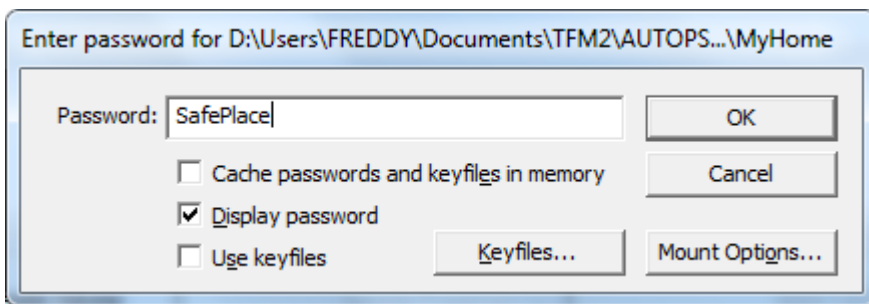 Enter password for D:\Users\FREDDY\Documents\TFM2\AUTOPS...\MyHome
Password: SafePlace OK
Cache passwords and keyfiles in memory Cancel
Display password
Use keyfiles Keyfiles... Mount Options...